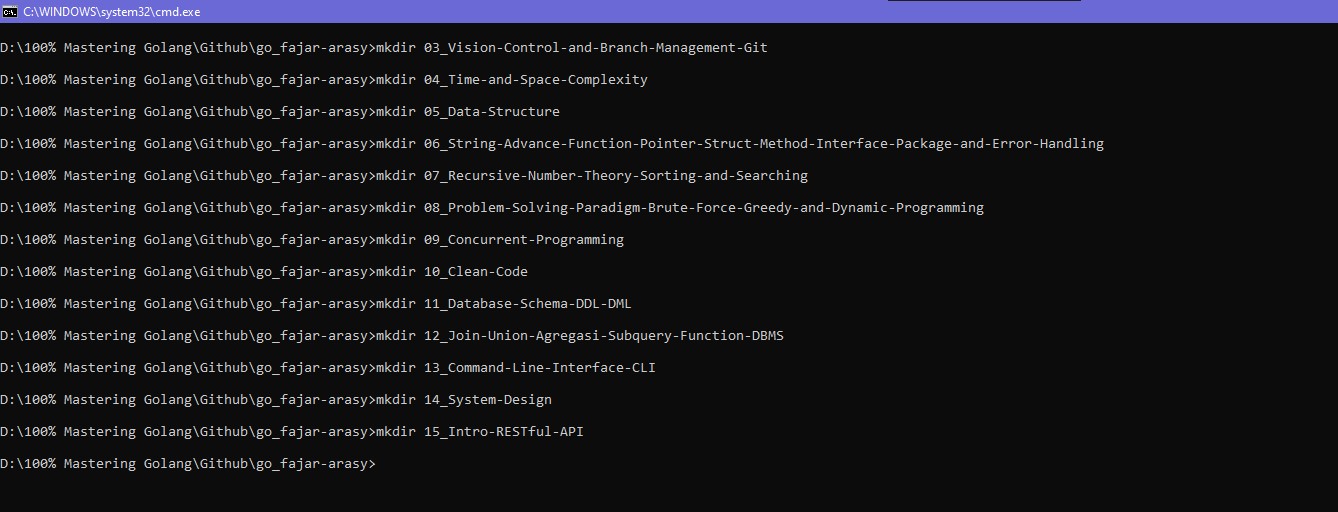 C:\WINDOWS\system32\cmd.exe
D:\100% Mastering Golang\Github\go_fajar-arasy>mkdir 03_Vision-Control-and-Branch-Management-Git
D:\100% Mastering Golang\Github\go_fajar-arasy>mkdir 04_Time-and-Space-Complexity
D:\100% Mastering Golang\Github\go_fajar-arasy>mkdir 05_Data-Structure
D:\100% Mastering Golang\Github\go_fajar-arasy>mkdir 06_String-Advance-Function-Pointer-Struct-Method-Interface-Package-and-Error-Handling
D:\100% Mastering Golang\Github\go_fajar-arasy>mkdir 07_Recursive-Number-Theory-Sorting-and-Searching
D:\100% Mastering Golang\Github\go_fajar-arasy>mkdir 08_Problem-Solving-Paradigm-Brute-Force-Greedy-and-Dynamic-Programming
D:\100% Mastering Golang\Github\go_fajar-arasy>mkdir 09_Concurrent-Programming
D:\100% Mastering Golang\Github\go_fajar-arasy>mkdir 10_Clean-Code
D:\100% Mastering Golang\Github\go_fajar-arasy>mkdir 11_Database-Schema-DDL-DML
D:\100% Mastering Golang\Github\go_fajar-arasy>mkdir 12_Join-Union-Agregasi-Subquery-Function-DBMS
D:\100% Mastering Golang\Github\go_fajar-arasy>mkdir 13_Command-Line-Interface-CLI
D:\100% Mastering Golang\Github\go_fajar-arasy>mkdir 14_System-Design
D:\100% Mastering Golang\Github\go_fajar-arasy>mkdir 15_Intro-RESTful-API
D:\100% Mastering Golang\Github\go_fajar-arasy>